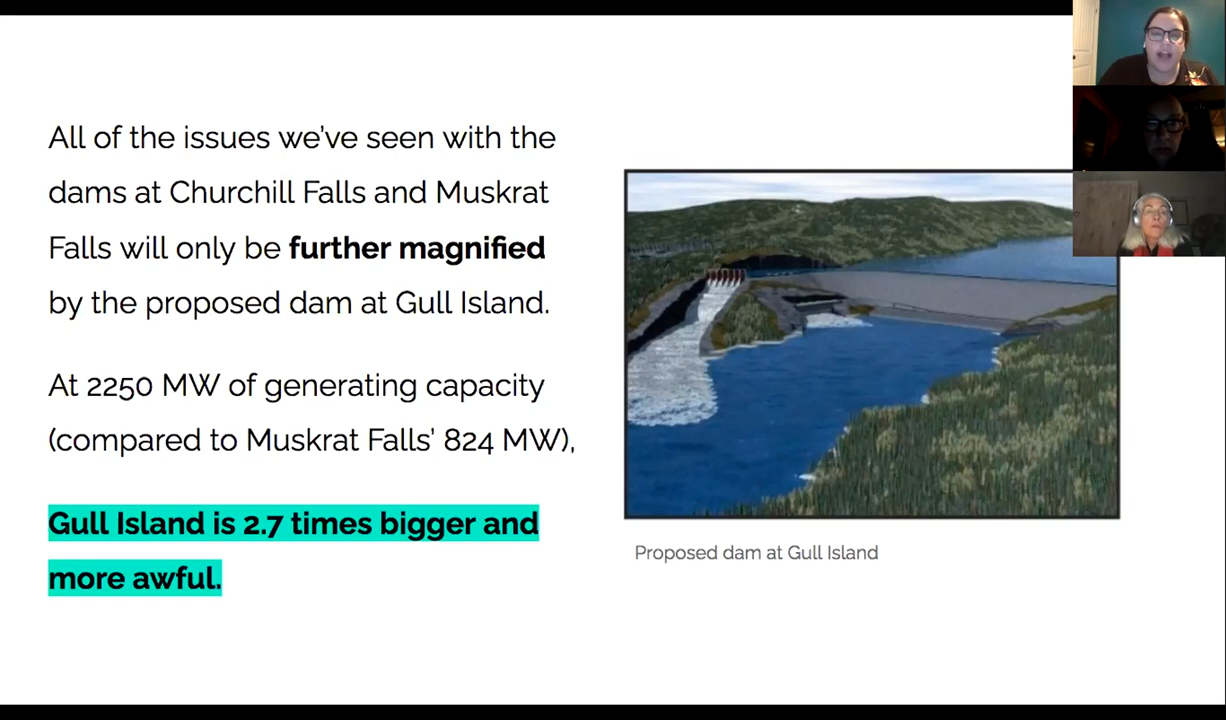 All of the issues we've seen with the
dams at Churchill Falls and Muskrat
Falls will only be further magnified
by the proposed dam at Gull Island.
At 2250 MW of generating capacity
(compared to Muskrat Falls' 824 MW),
Gull Island is 2.7 times bigger and
more awful.
Proposed dam at Gull Island